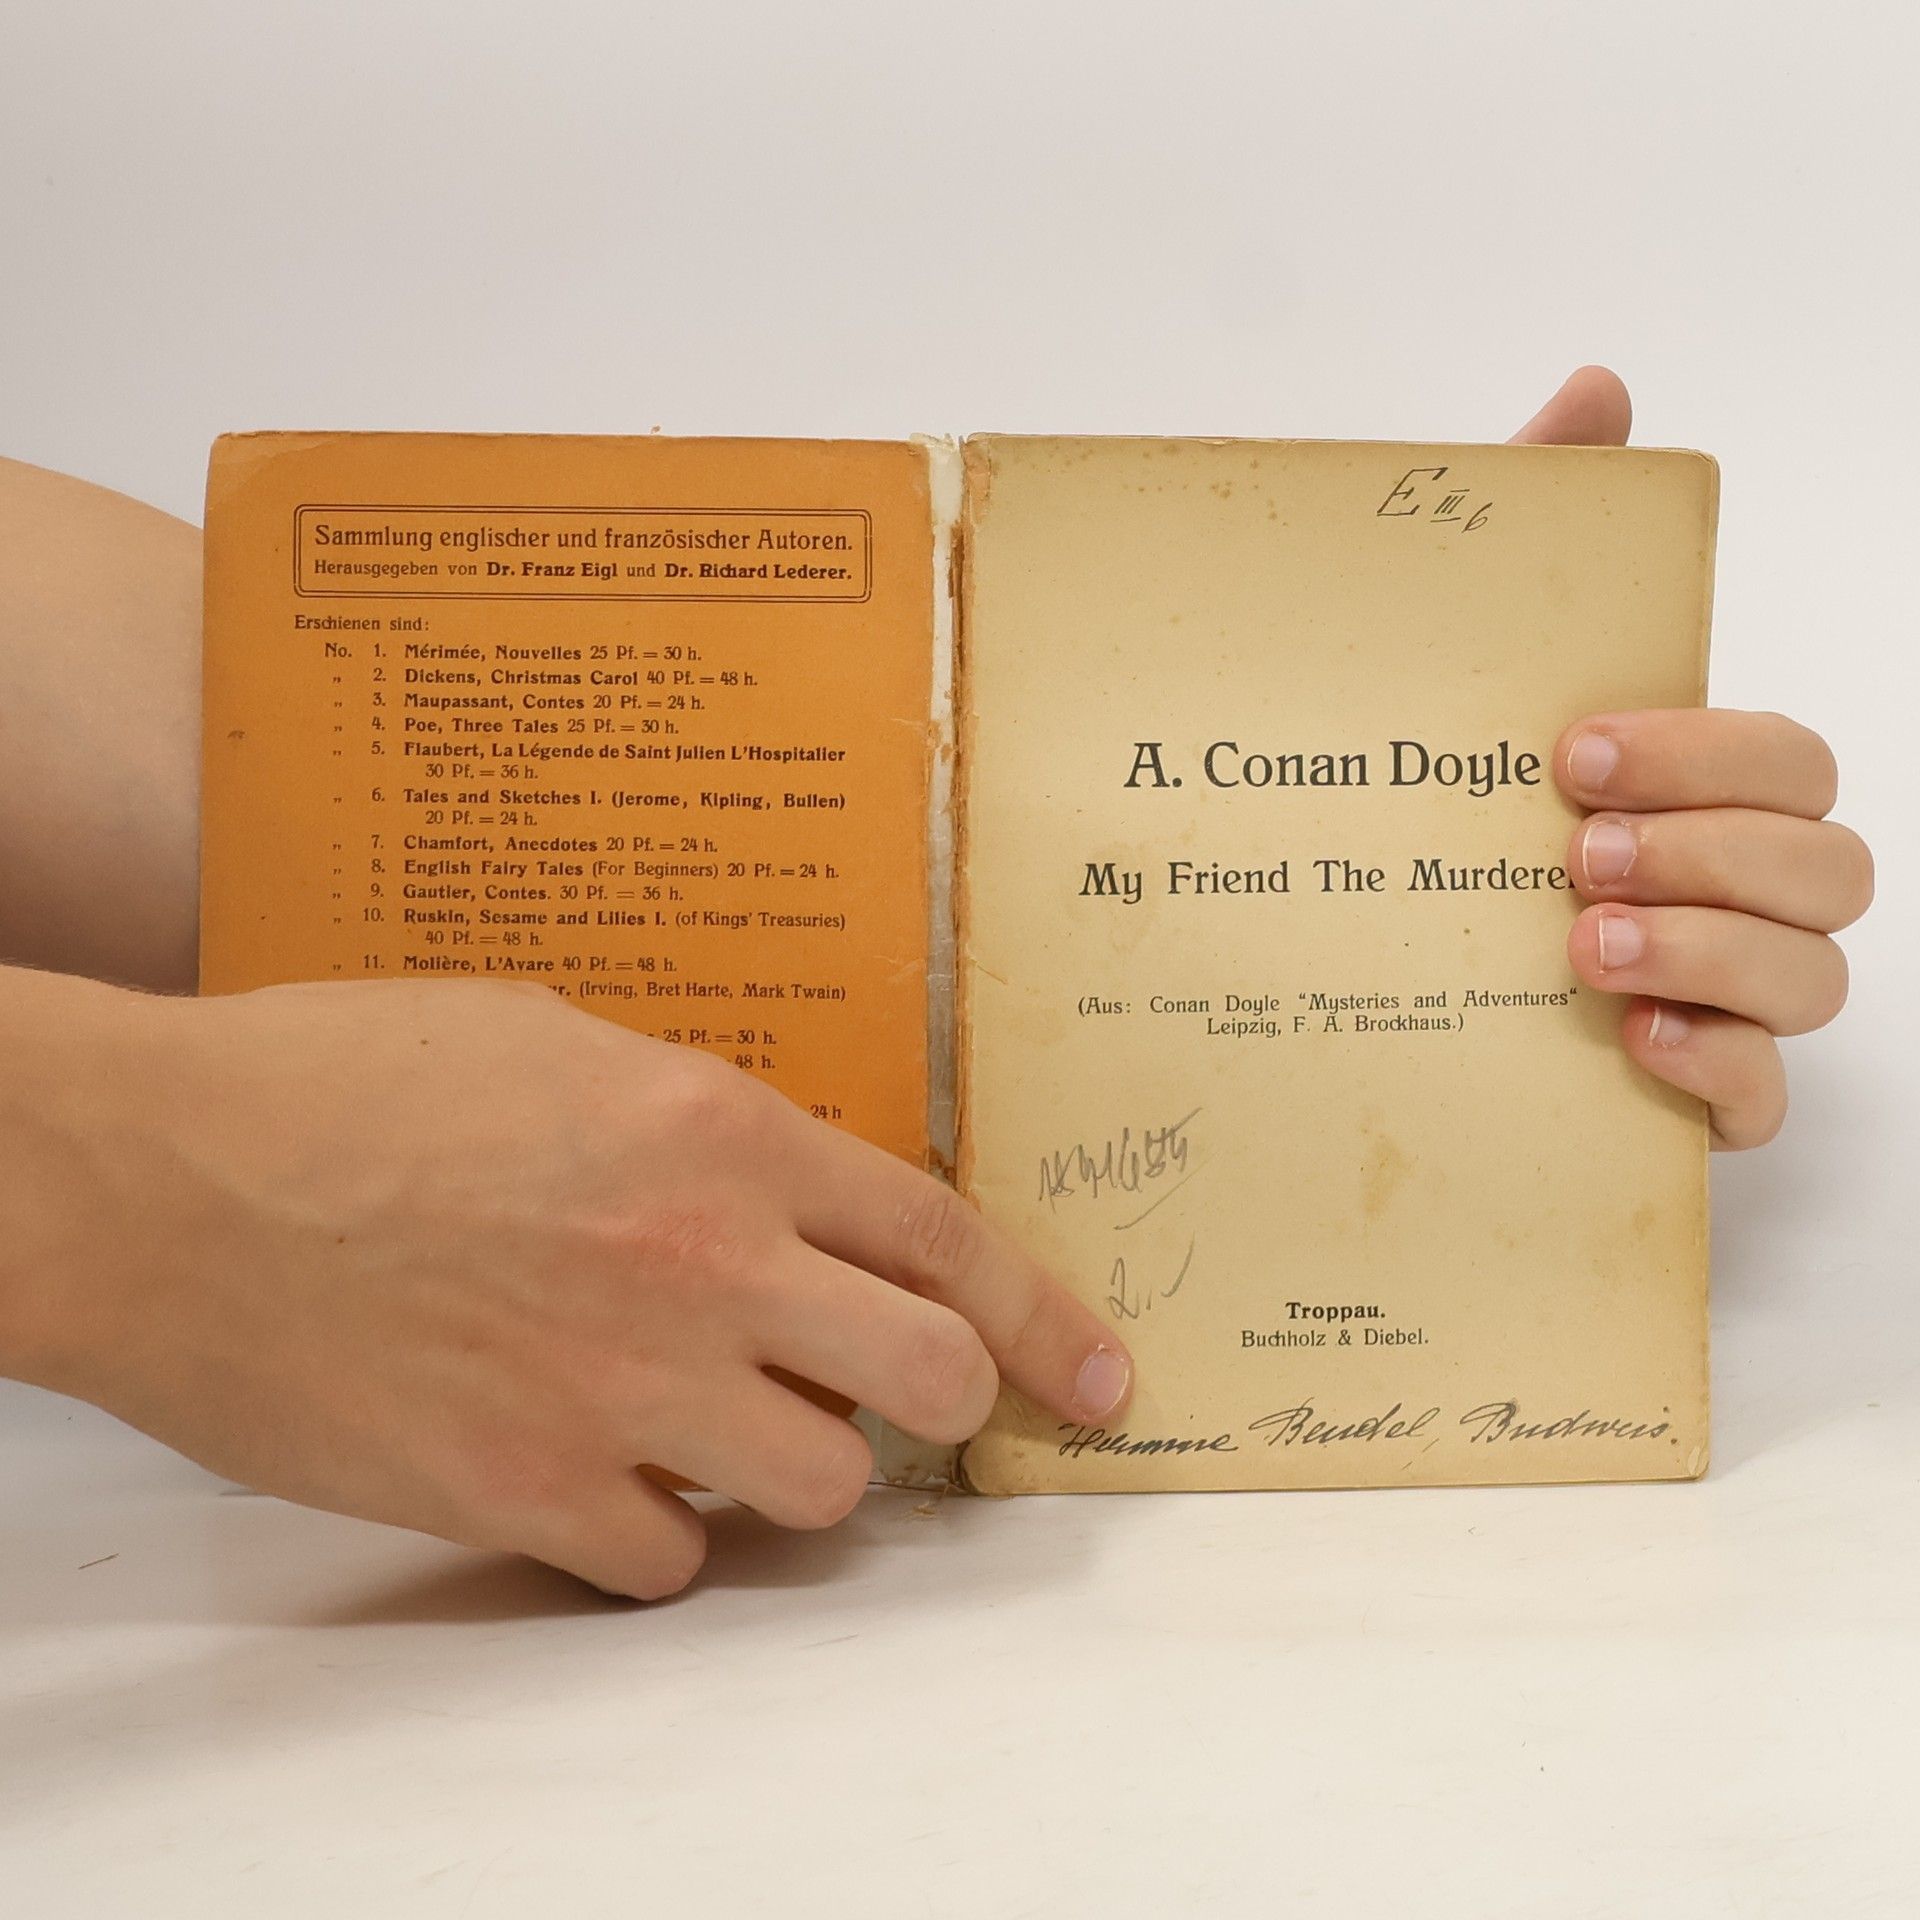 Sammlung englischer und französischer Autoren.
Herausgegeben von Dr. Franz Eigl und Dr. Richard Lederer.
Erschienen sind:
No. 1. Mérimée, Nouvelles 25 Pf. = 30 h.
„ 2. Dickens, Christmas Carol 40 Pf. = 48 h.
„ 3. Maupassant, Contes 20 Pf. = 24 h.
„ 4. Poe, Three Tales 25 Pf. = 30 h.
„ 5. Flaubert, La Légende de Saint Julien L'Hospitalier
30 Pf. = 36 h.
„ 6. Tales and Sketches I. (Jerome, Kipling, Bullen)
20 Pf. = 24 h.
„ 7. Chamfort, Anecdotes 20 Pf. = 24 h.
„ 8. English Fairy Tales (For Beginners) 20 Pf. = 24 h.
„ 9. Gautier, Contes. 30 Pf. = 36 h.
„ 10. Ruskin, Sesame and Lilies I. (of Kings' Treasuries)
40 Pf. = 48 h.
„ 11. Molière, L'Avare 40 Pf. = 48 h.
(Irving, Bret Harte, Mark Twain)
25 Pf. = 30 h.
48 h.
24 h
E III 6
A. Conan Doyle
My Friend The Murderer
(Aus: Conan Doyle "Mysteries and Adventures“
Leipzig, F. A. Brockhaus.)
2.
Troppau.
Buchholz & Diebel.
Hermine Bendel, Budweis.